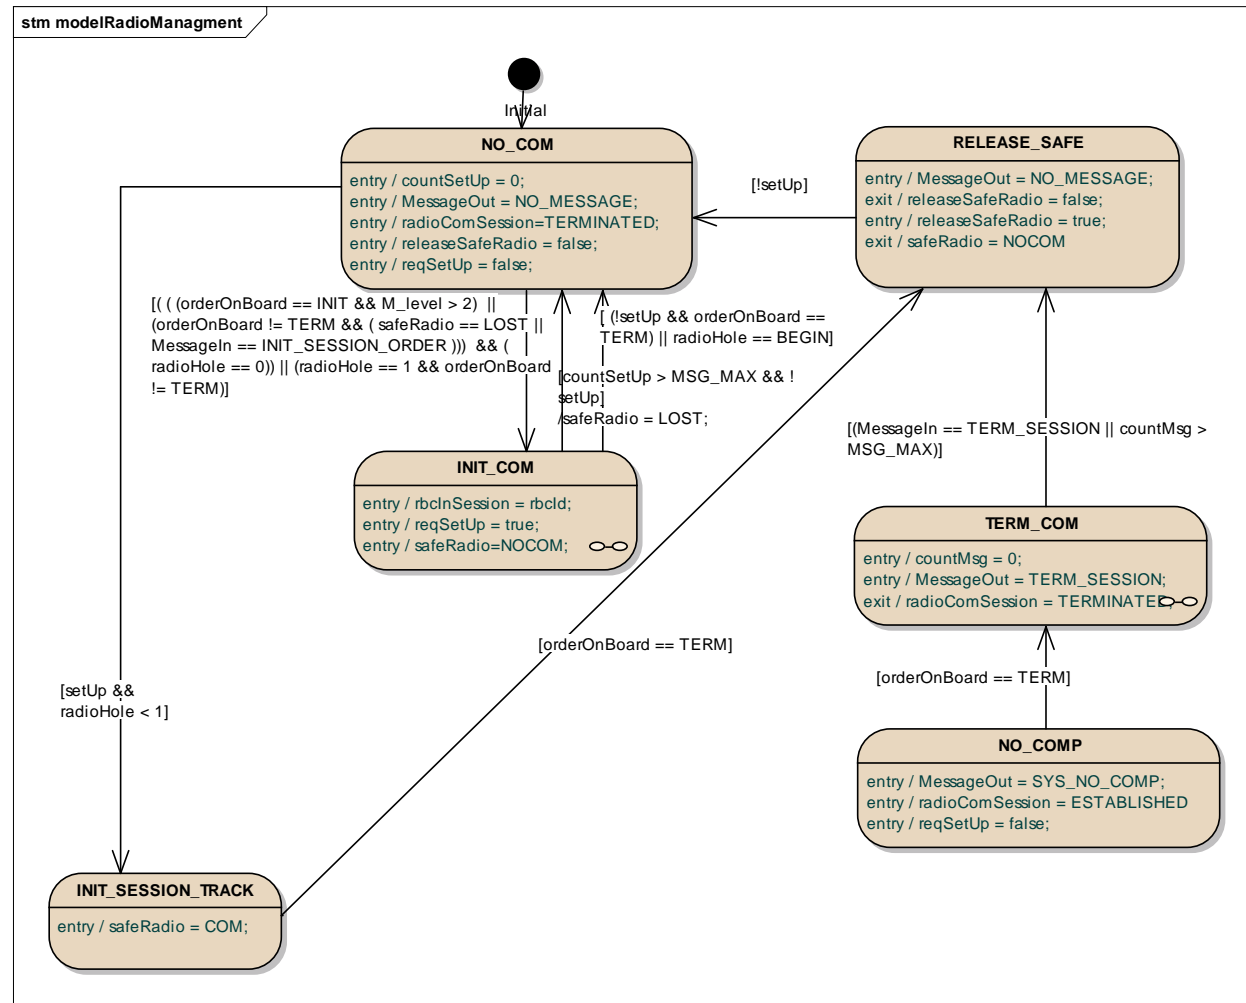 stm modelRadioManagment
Initial
NO_COM
entry / countSetUp = 0;
entry / MessageOut = NO_MESSAGE;
entry / radioComSession=TERMINATED;
entry / releaseSafeRadio = false;
entry / reqSetUp = false;
RELEASE_SAFE
entry / MessageOut = NO_MESSAGE;
exit / releaseSafeRadio = false;
entry / releaseSafeRadio = true;
exit / safeRadio = NOCOM
[!setUp]
[( ( ( (orderOnBoard == INIT && M_level > 2) ||
(orderOnBoard != TERM && ( safeRadio == LOST ||
MessageIn == INIT_SESSION_ORDER ))) && (
radioHole == 0)) || (radioHole == 1 && orderOnBoard
!= TERM)]
[ (!setUp && orderOnBoard ==
TERM) || radioHole == BEGIN]
[countSetUp > MSG_MAX && !
setUp]
/safeRadio = LOST;
INIT_COM
entry / rbcInSession = rbcId;
entry / reqSetUp = true;
entry / safeRadio=NOCOM;
[(MessageIn == TERM_SESSION || countMsg >
MSG_MAX)]
TERM_COM
entry / countMsg = 0;
entry / MessageOut = TERM_SESSION;
exit / radioComSession = TERMINATED;
[orderOnBoard == TERM]
[orderOnBoard == TERM]
[setUp &&
radioHole < 1]
NO_COMP
entry / MessageOut = SYS_NO_COMP;
entry / radioComSession = ESTABLISHED
entry / reqSetUp = false;
INIT_SESSION_TRACK
entry / safeRadio = COM;